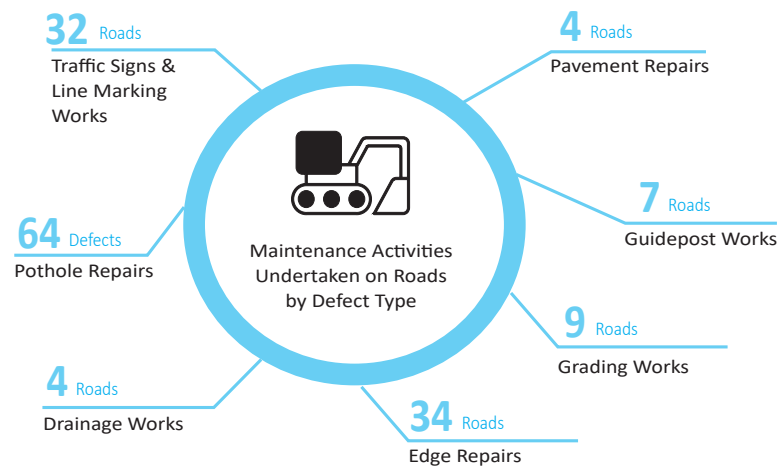 32 Roads
Traffic Signs &
Line Marking
Works
4 Roads
Pavement Repairs
64 Defects
Pothole Repairs
Maintenance Activities
Undertaken on Roads
by Defect Type
7 Roads
Guidepost Works
9 Roads
Grading Works
4 Roads
Drainage Works
34 Roads
Edge Repairs